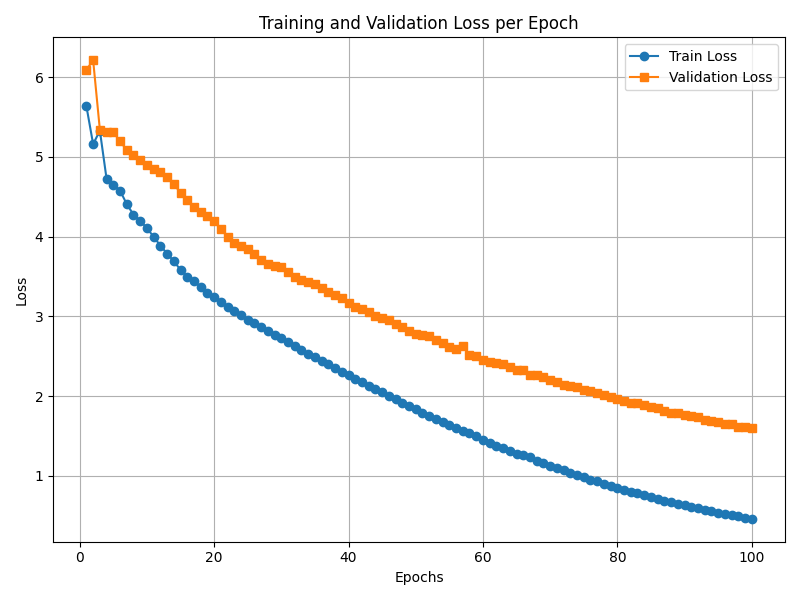 Training and Validation Loss per Epoch
Train Loss
Validation Loss
6
5
4
3
2
1
Loss
0 20 40 60 80 100
Epochs